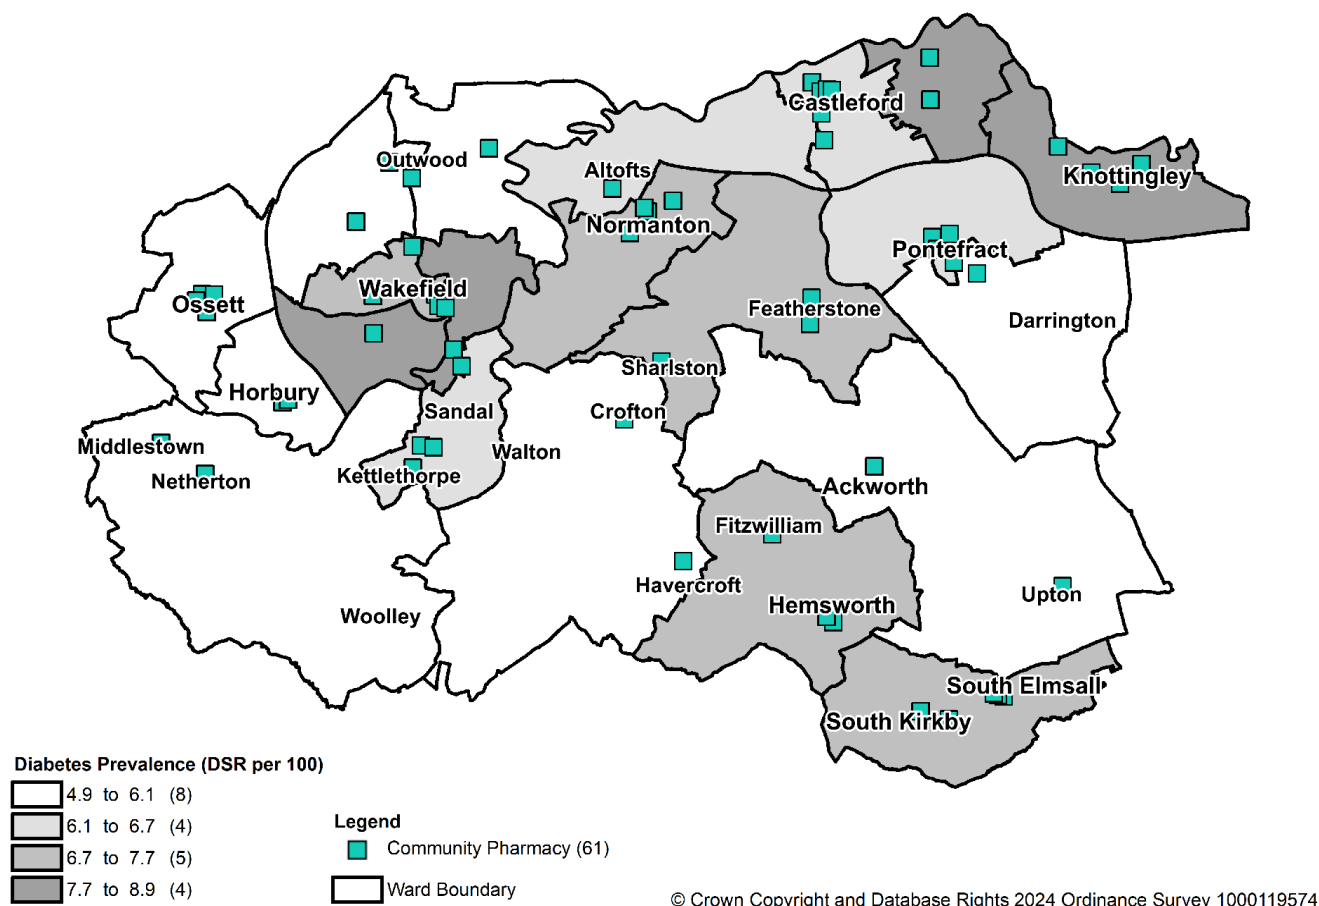 Castleford
Outwood
Altofts
Knottingley
Normanton
Pontefract
Wakefield
Ossett
Featherstone
Darrington
Sharlston
Horbury
Sandal
Crofton
Middlestown
Walton
Netherton
Kettlethorpe
Ackworth
Fitzwilliam
Havercroft
Upton
Hemsworth
Woolley
South Elmsall
South Kirkby
Diabetes Prevalence (DSR per 100)
4.9 to 6.1 (8)
6.1 to 6.7 (4)
6.7 to 7.7 (5)
7.7 to 8.9 (4)
Legend
Community Pharmacy (61)
Ward Boundary
© Crown Copyright and Database Rights 2024 Ordinance Survey 1000119574